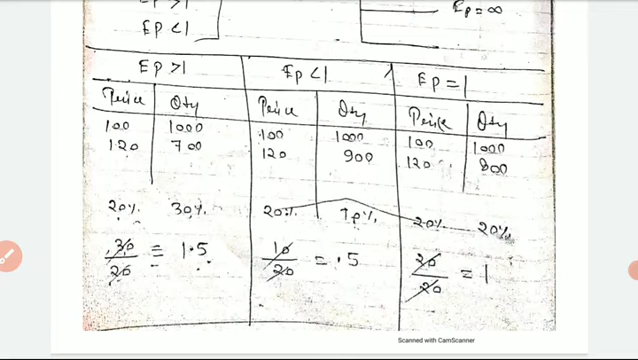 Ep >1
Ep = ∞
Ep <1
Ep >1 Ep <1 Ep = 1
Price Qty Price Qty Price Qty
100 1000 100 1000 100 1000
120 700 120 900 120 800
20% 30% 20% 10% 20% 20%
30/20 = 1.5 10/20 = .5 20/20 = 1
Scanned with CamScanner